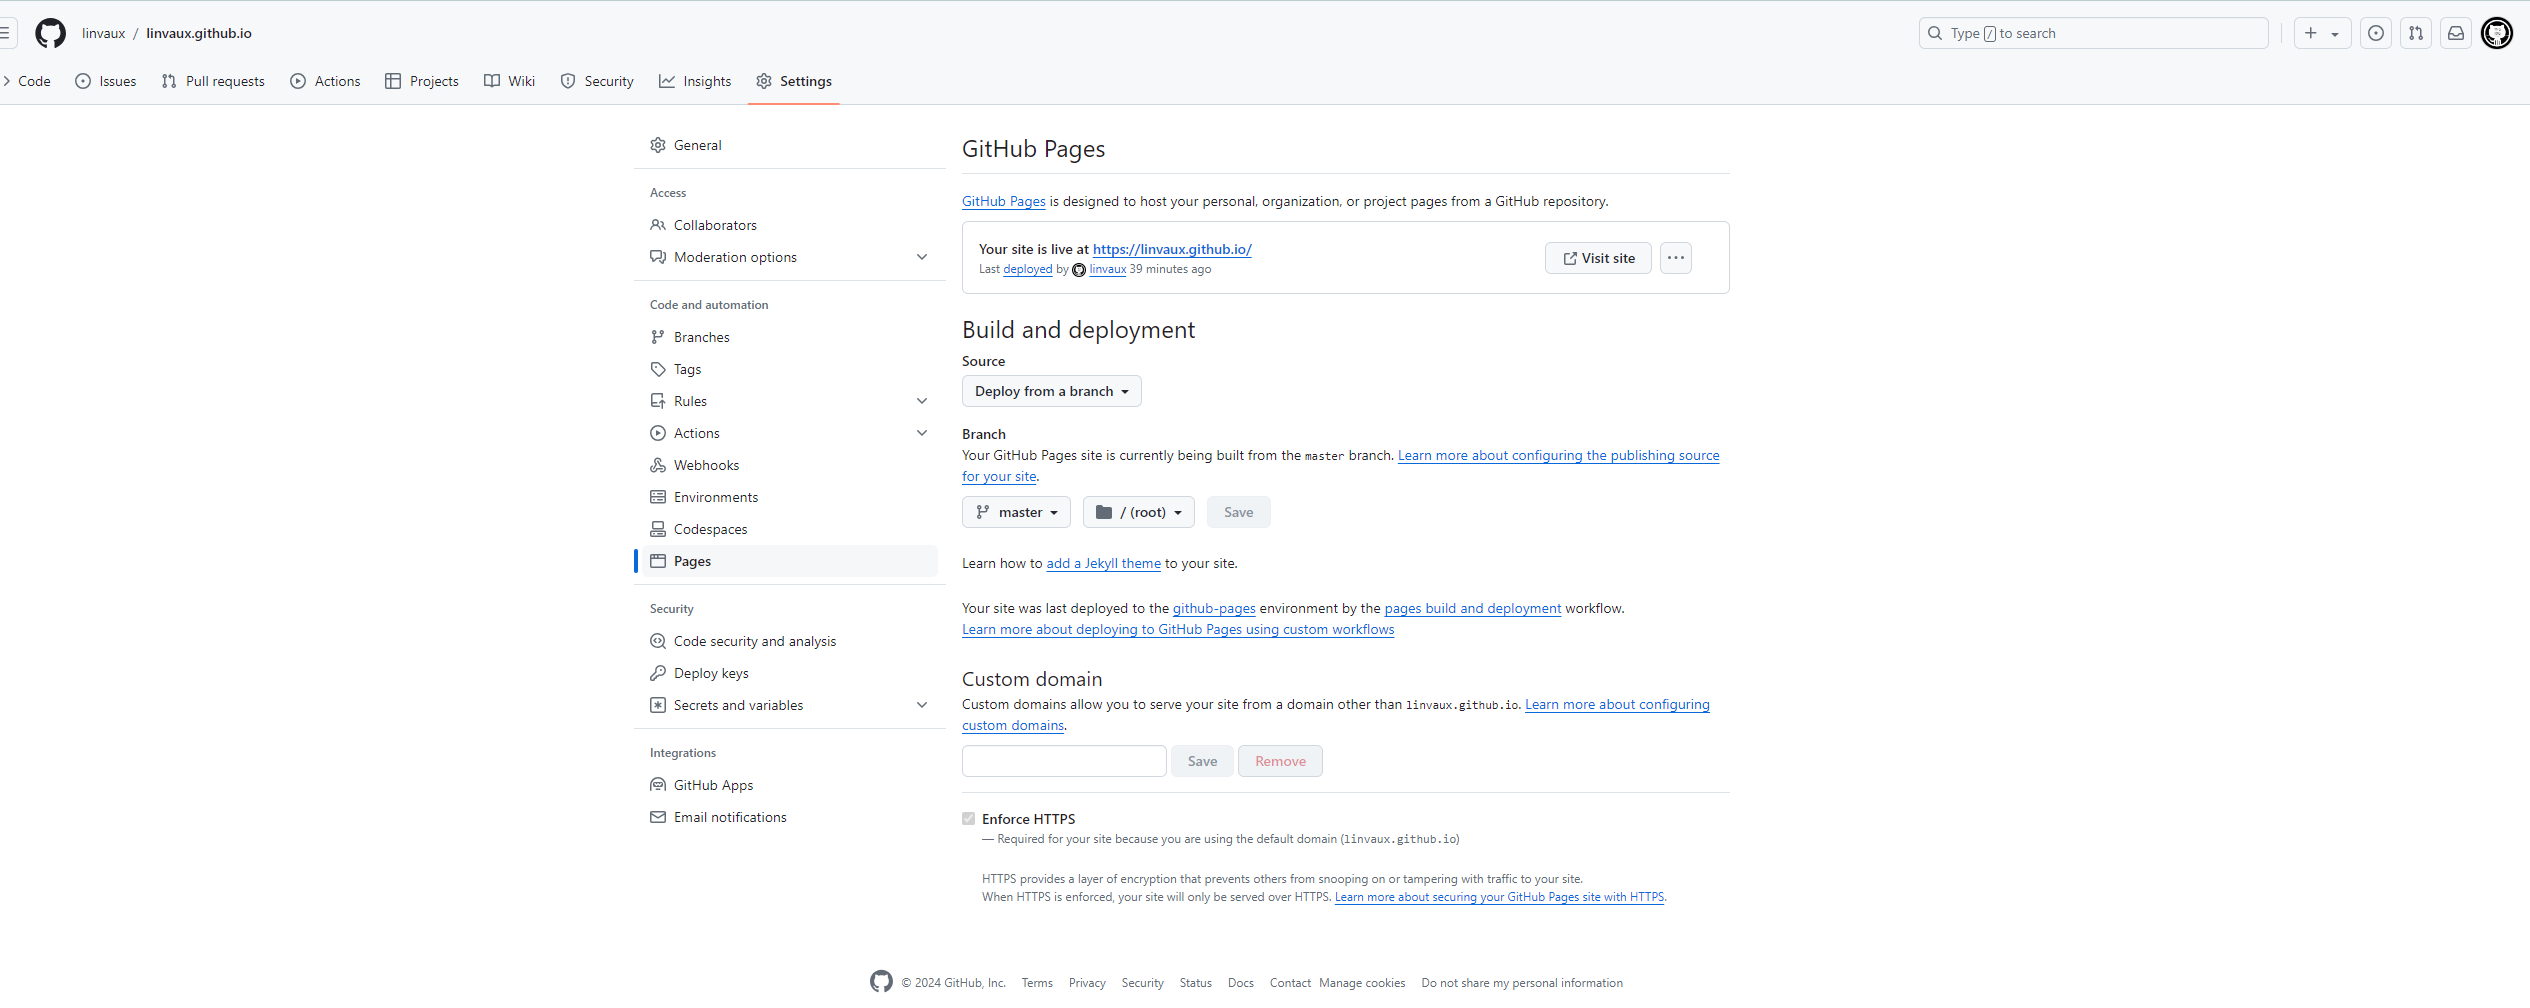 linvaux / linvaux.github.io
Type / to search
Code Issues Pull requests Actions Projects Wiki Security Insights Settings
General
Access
Collaborators
Moderation options
Code and automation
Branches
Tags
Rules
Actions
Webhooks
Environments
Codespaces
Pages
Security
Code security and analysis
Deploy keys
Secrets and variables
Integrations
GitHub Apps
Email notifications
GitHub Pages
GitHub Pages is designed to host your personal, organization, or project pages from a GitHub repository.
Your site is live at https://linvaux.github.io/
Last deployed by linvaux 39 minutes ago
Visit site
Build and deployment
Source
Deploy from a branch
Branch
Your GitHub Pages site is currently being built from the master branch. Learn more about configuring the publishing source
for your site.
master / (root) Save
Learn how to add a Jekyll theme to your site.
Your site was last deployed to the github-pages environment by the pages build and deployment workflow.
Learn more about deploying to GitHub Pages using custom workflows
Custom domain
Custom domains allow you to serve your site from a domain other than linvaux.github.io. Learn more about configuring
custom domains.
Save Remove
Enforce HTTPS
— Required for your site because you are using the default domain (linvaux.github.io)
HTTPS provides a layer of encryption that prevents others from snooping on or tampering with traffic to your site.
When HTTPS is enforced, your site will only be served over HTTPS. Learn more about securing your GitHub Pages site with HTTPS.
© 2024 GitHub, Inc. Terms Privacy Security Status Docs Contact Manage cookies Do not share my personal information